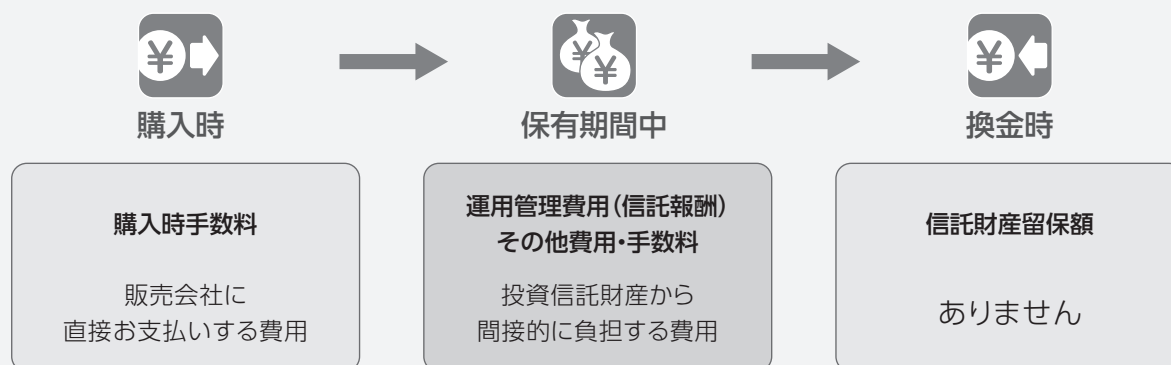 ¥
購入時
¥
¥
保有期間中
¥
換金時
購入時手数料
販売会社に
直接お支払いする費用
運用管理費用(信託報酬)
その他費用・手数料
投資信託財産から
間接的に負担する費用
信託財産留保額
ありません